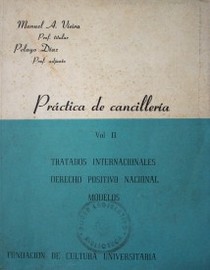 Manuel A. Vieira
Prof. titular
Pelayo Díaz
Prof. adjunto
Práctica de cancillería
Vol II
TRATADOS INTERNACIONALES
DERECHO POSITIVO NACIONAL
MODELOS
FUNDACION DE CULTURA UNIVERSITARIA